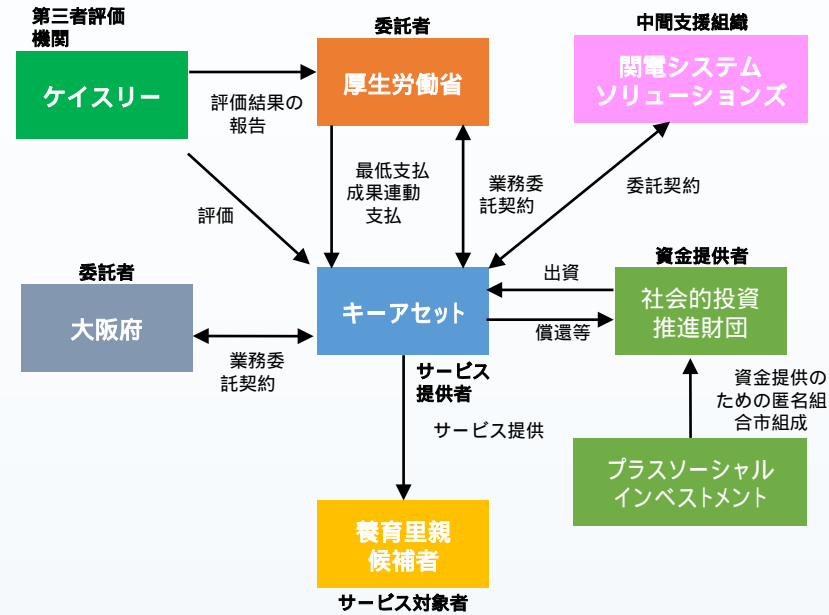 第三者評価
機関
ケイスリー
委託者
厚生労働省
中間支援組織
関電システム
ソリューションズ
評価結果の
報告
評価
最低支払
成果連動
支払
業務委
託契約
委託契約
委託者
大阪府
業務委
託契約
キーアセット
サービス
提供者
出資
償還等
資金提供者
社会的投資
推進財団
資金提供の
ための匿名組
合市組成
プラスソーシャル
インベストメント
サービス提供
養育里親
候補者
サービス対象者